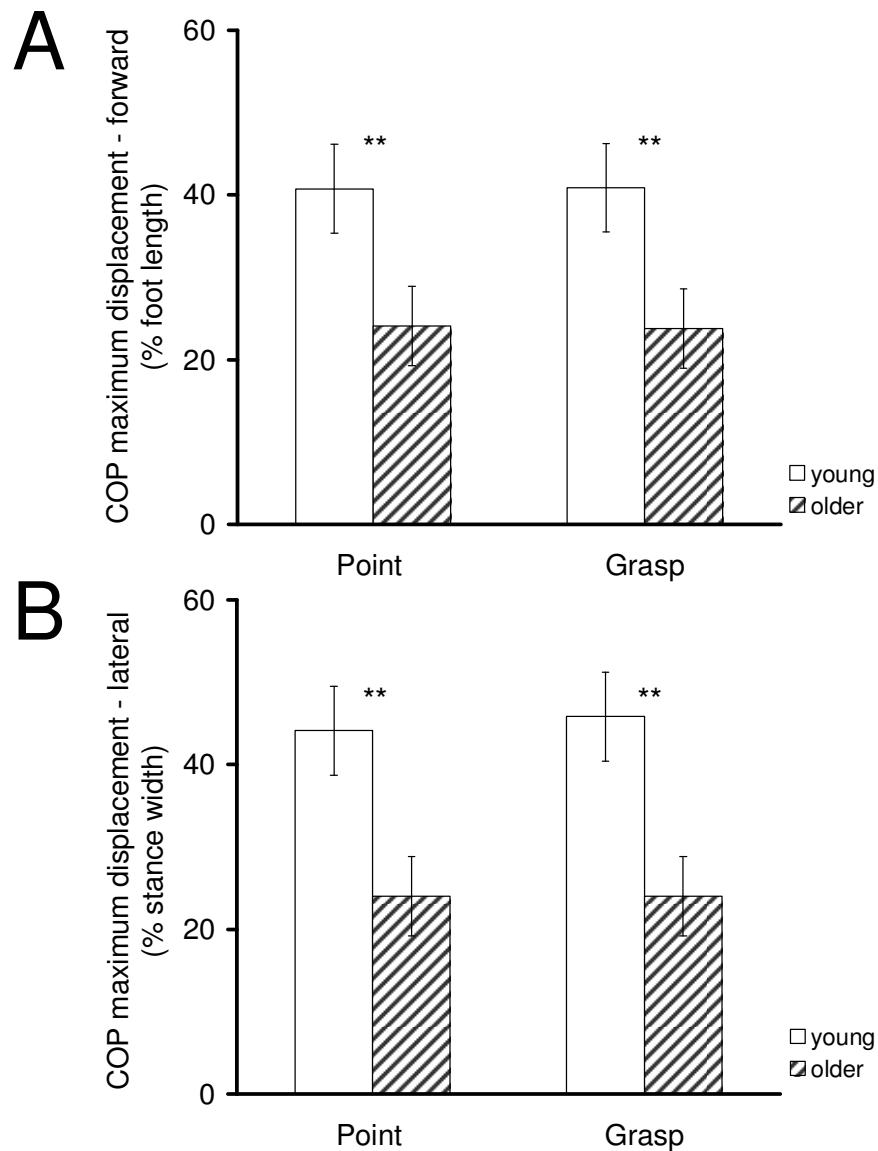 A
COP maximum displacement - forward
(% foot length)
60
40
20
0
**
**
Point
Grasp
young
older
B
COP maximum displacement - lateral
(% stance width)
60
40
20
0
**
**
Point
Grasp
young
older